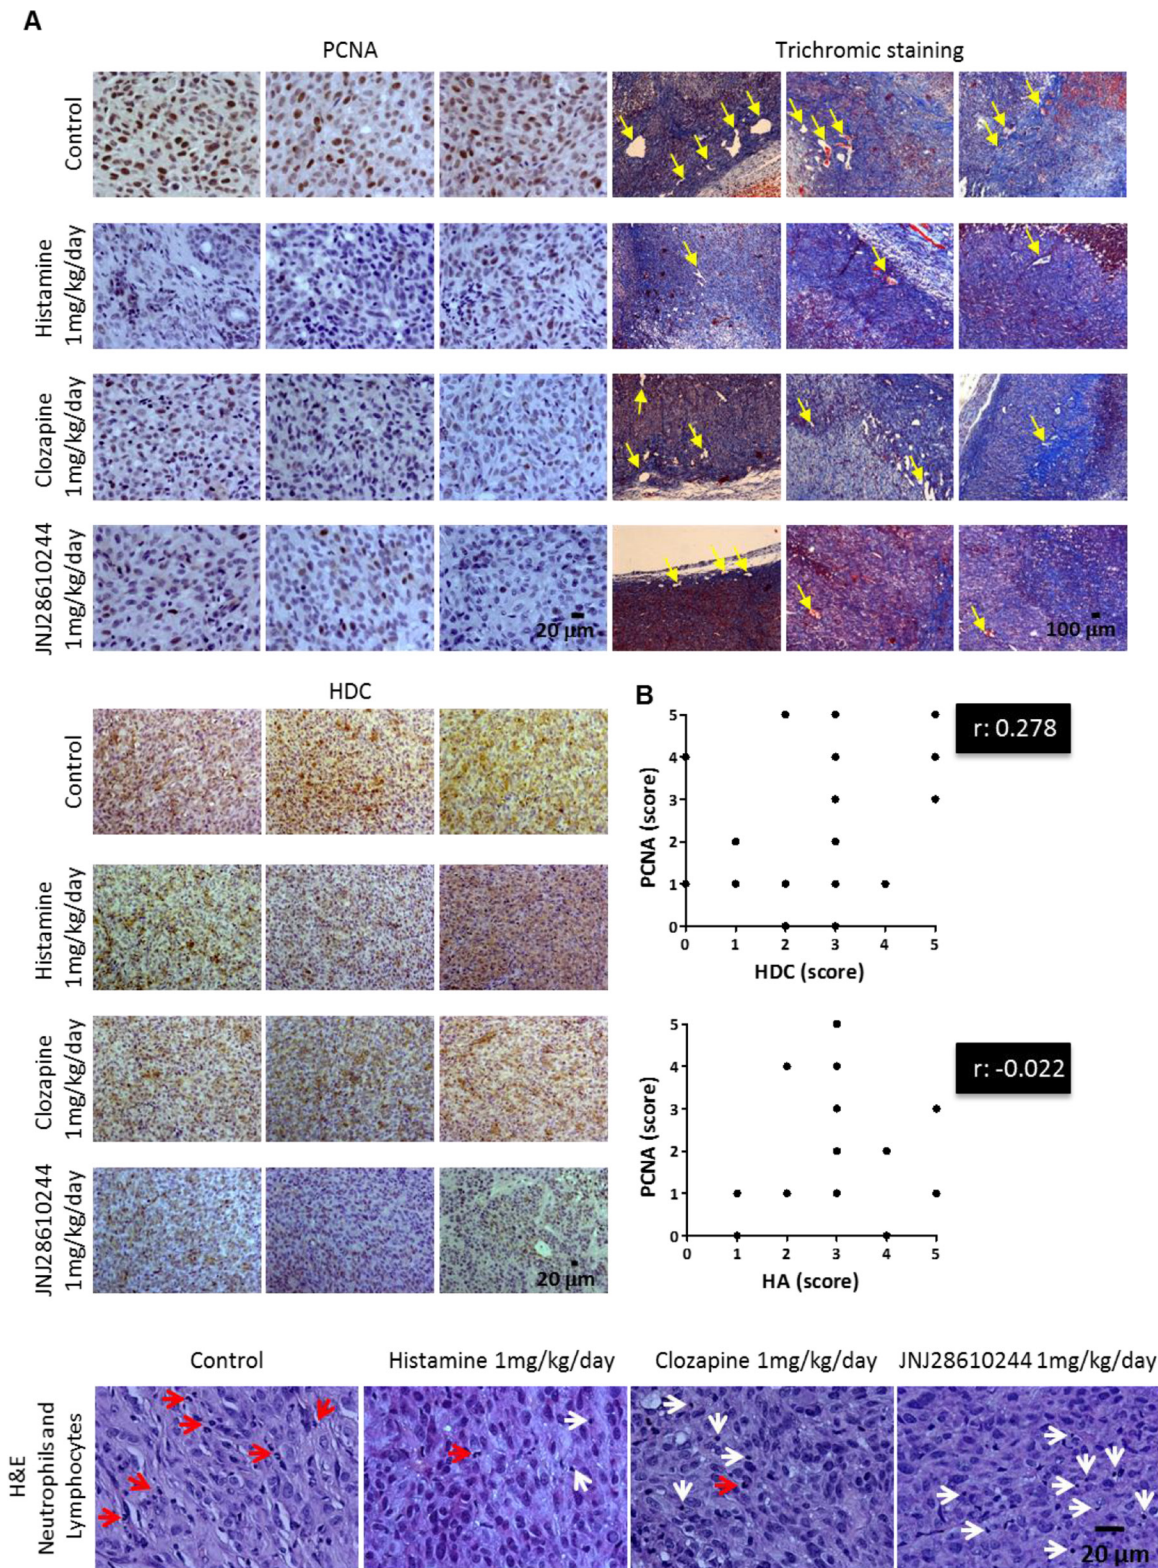 A
PCNA
Trichromic staining
Control
Histamine
1mg/kg/day
Clozapine
1mg/kg/day
JNJ28610244
1mg/kg/day
20 μm
100 μm
HDC
Control
Histamine
1mg/kg/day
Clozapine
1mg/kg/day
JNJ28610244
1mg/kg/day
20 μm
B
r: 0.278
PCNA (score)
5
4
3
2
1
0
0 1 2 3 4 5
HDC (score)
r: -0.022
PCNA (score)
5
4
3
2
1
0
0 1 2 3 4 5
HA (score)
Control
Histamine 1mg/kg/day
Clozapine 1mg/kg/day
JNJ28610244 1mg/kg/day
H&E
Neutrophils and
Lymphocytes
20 μm